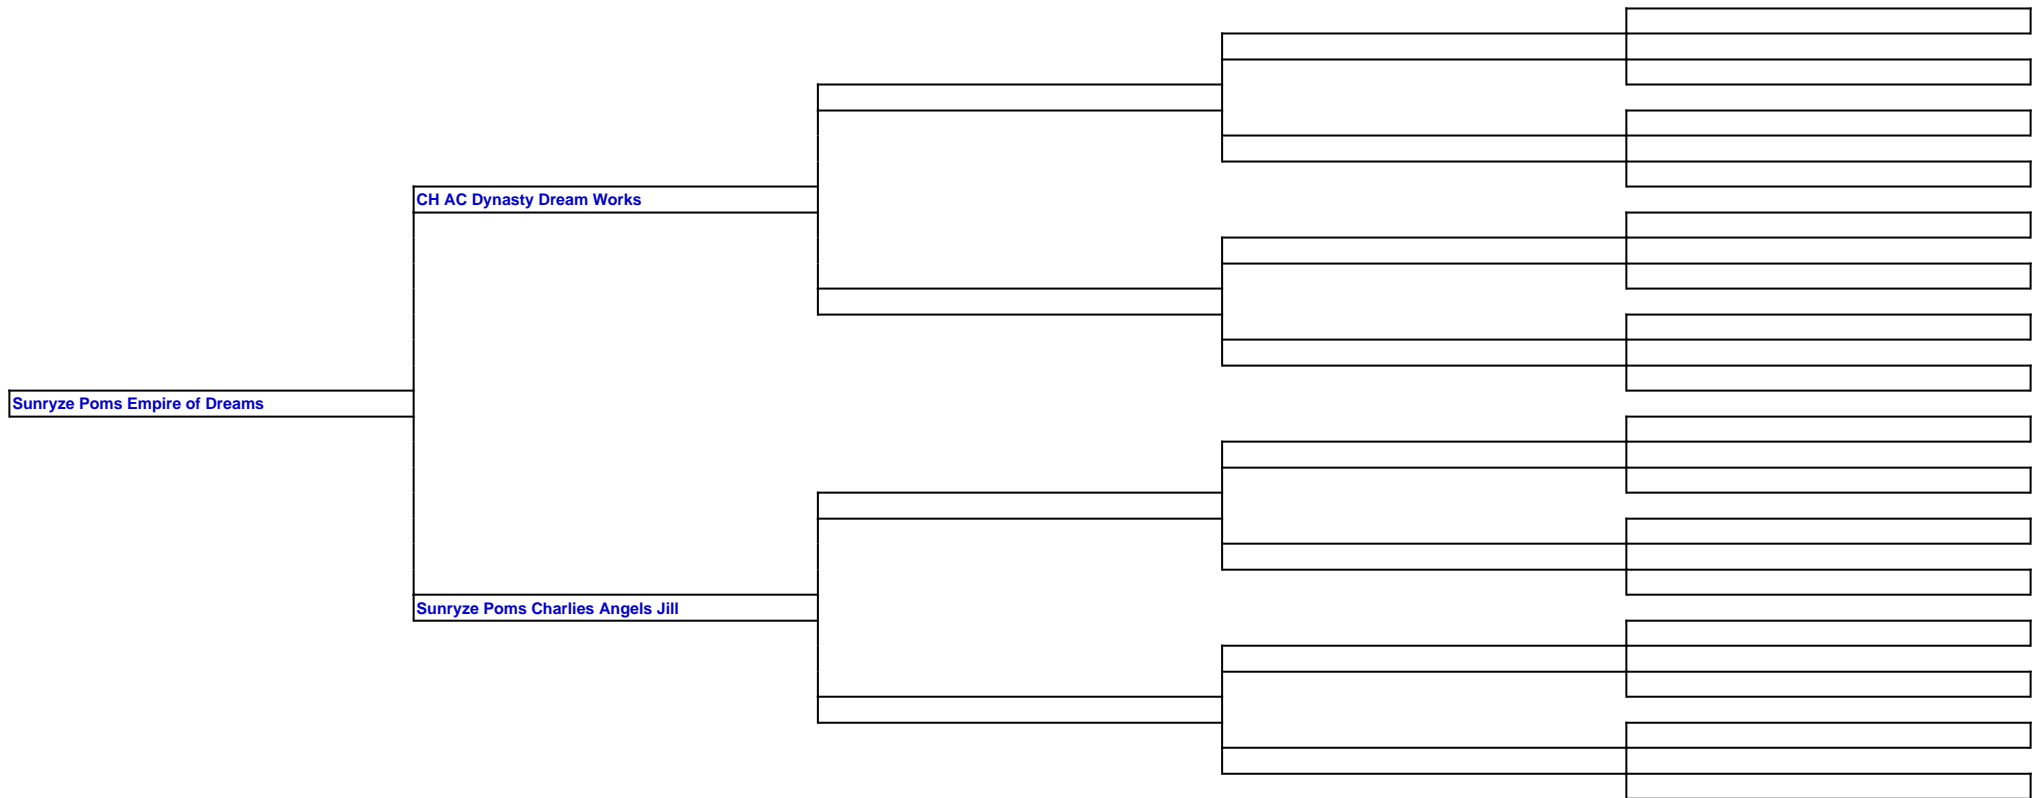 CH AC Dynasty Dream Works
Sunryze Poms Empire of Dreams
Sunryze Poms Charlies Angels Jill